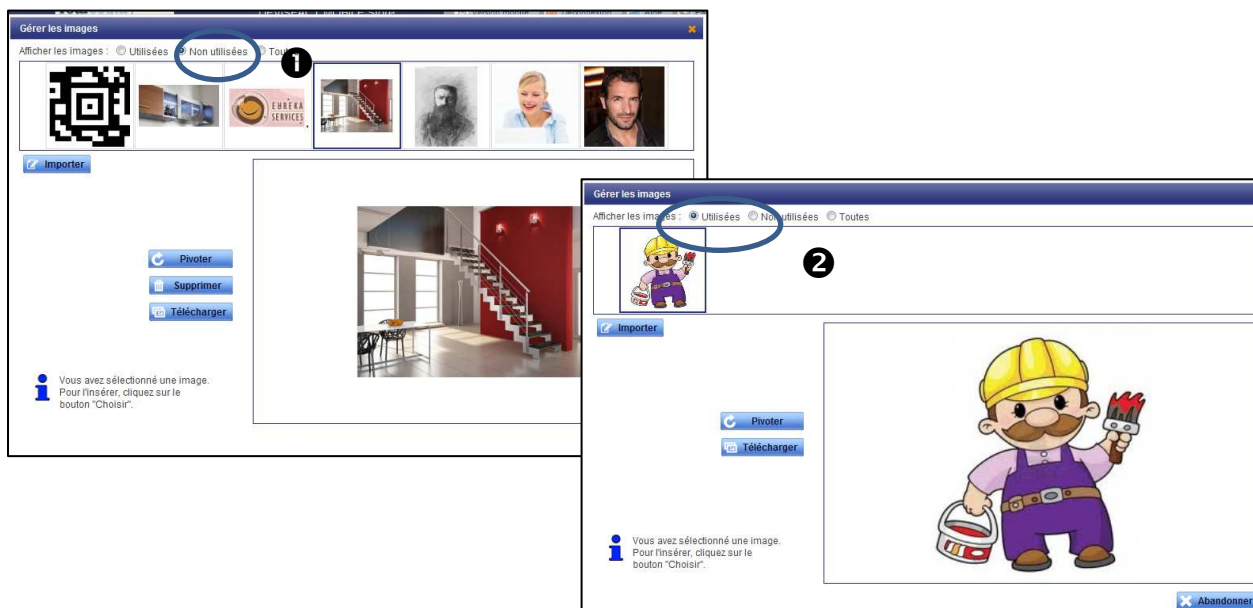 Gérer les images
Afficher les images : Utilisées Non utilisées
❶
EUREKA
SERVICES
Importer
Pivoter
Supprimer
Télécharger
Vous avez sélectionné une image.
Pour l'insérer, cliquez sur le
bouton "Choisir".
Gérer les images
Afficher les images : Utilisées Non utilisées Toutes
❷
Importer
Pivoter
Télécharger
Vous avez sélectionné une image.
Pour l'insérer, cliquez sur le
bouton "Choisir".
Abandonner